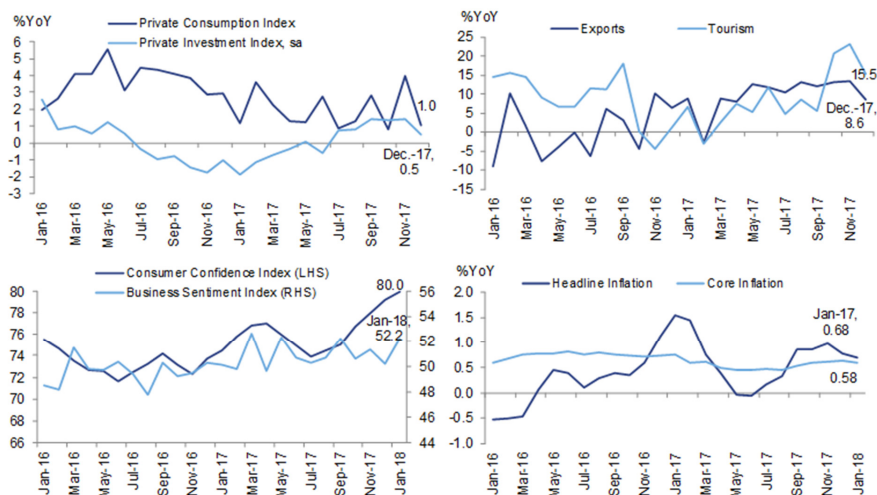 %YoY
Private Consumption Index
Private Investment Index, sa
6
5
4
3
2
1
0
-1
-2
-3
1.0
Dec.-17,
0.5
Jan-16
Mar-16
May-16
Jul-16
Sep-16
Nov-16
Jan-17
Mar-17
May-17
Jul-17
Sep-17
Nov-17
%YoY
Exports
Tourism
25
20
15
10
5
0
-5
-10
-15
15.5
Dec.-17,
8.6
Jan-16
Mar-16
May-16
Jul-16
Sep-16
Nov-16
Jan-17
Mar-17
May-17
Jul-17
Sep-17
Nov-17
Consumer Confidence Index (LHS)
Business Sentiment Index (RHS)
80
78
76
74
72
70
68
66
80.0
Jan-18,
52.2
56
54
52
50
48
46
44
Jan-16
Mar-16
May-16
Jul-16
Sep-16
Nov-16
Jan-17
Mar-17
May-17
Jul-17
Sep-17
Nov-17
Jan-18
%YoY
Headline Inflation
Core Inflation
2.0
1.5
1.0
0.5
0.0
-0.5
-1.0
Jan-17,
0.68
0.58
Jan-16
Mar-16
May-16
Jul-16
Sep-16
Nov-16
Jan-17
Mar-17
May-17
Jul-17
Sep-17
Nov-17
Jan-18